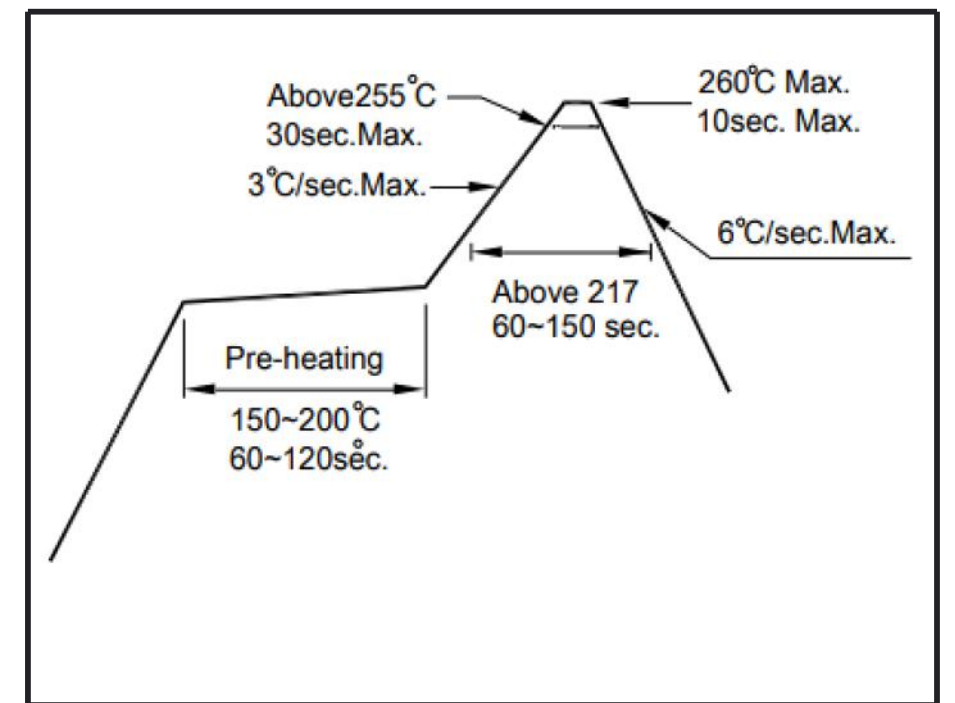 Above255°C
30sec.Max.
3°C/sec.Max.
260°C Max.
10sec. Max.
6°C/sec.Max.
Above 217
60~150 sec.
Pre-heating
150~200°C
60~120sec.